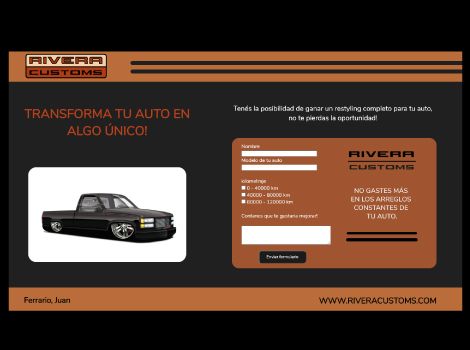 RIVERA
CUSTOMS
TRANSFORMA TU AUTO EN
ALGO ÚNICO!
Tenés la posibilidad de ganar un restyling completo para tu auto,
no te pierdas la oportunidad!
Nombre
Modelo de tu auto
kilometraje
0 - 40000 km
40000 - 80000 km
80000 - 120000 km
Contanos que te gustaria mejorar!
Enviar formulario
RIVERA
CUSTOMS
NO GASTES MÁS
EN LOS ARREGLOS
CONSTANTES DE
TU AUTO.
Ferrario, Juan
WWW.RIVERACUSTOMS.COM